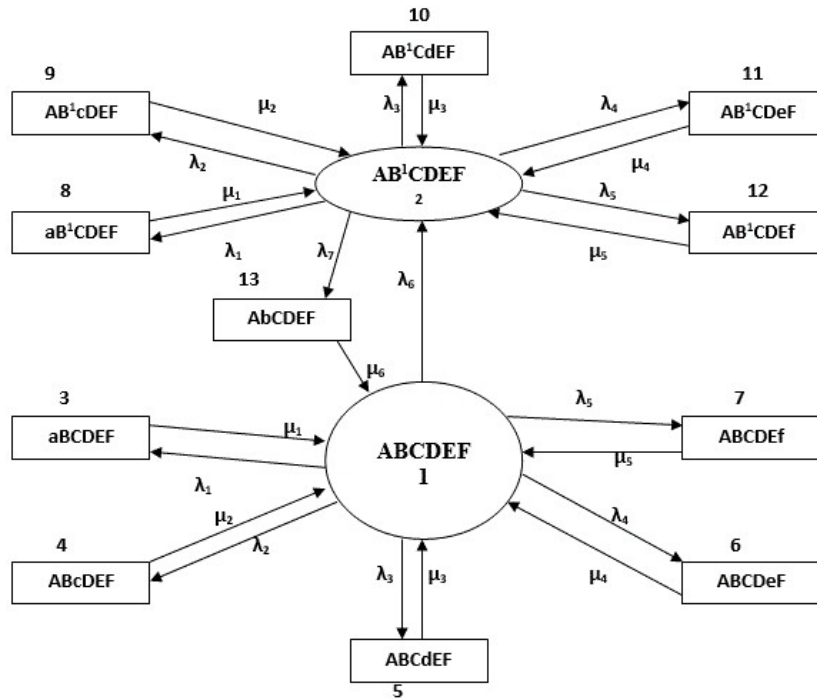 10
AB¹CdEF
9
AB¹cDEF
11
AB¹CDeF
μ₂
λ₃
μ₃
λ₄
λ₂
μ₄
AB¹CDEF
2
8
aB¹CDEF
12
AB¹CDEf
μ₁
λ₅
λ₁
λ₇
μ₅
13
AbCDEF
λ₆
μ₆
3
aBCDEF
7
ABCDEf
μ₁
λ₅
ABCDEF
1
μ₅
λ₁
μ₂
λ₂
λ₄
4
ABcDEF
6
ABCDeF
λ₃
μ₃
μ₄
ABCdEF
5